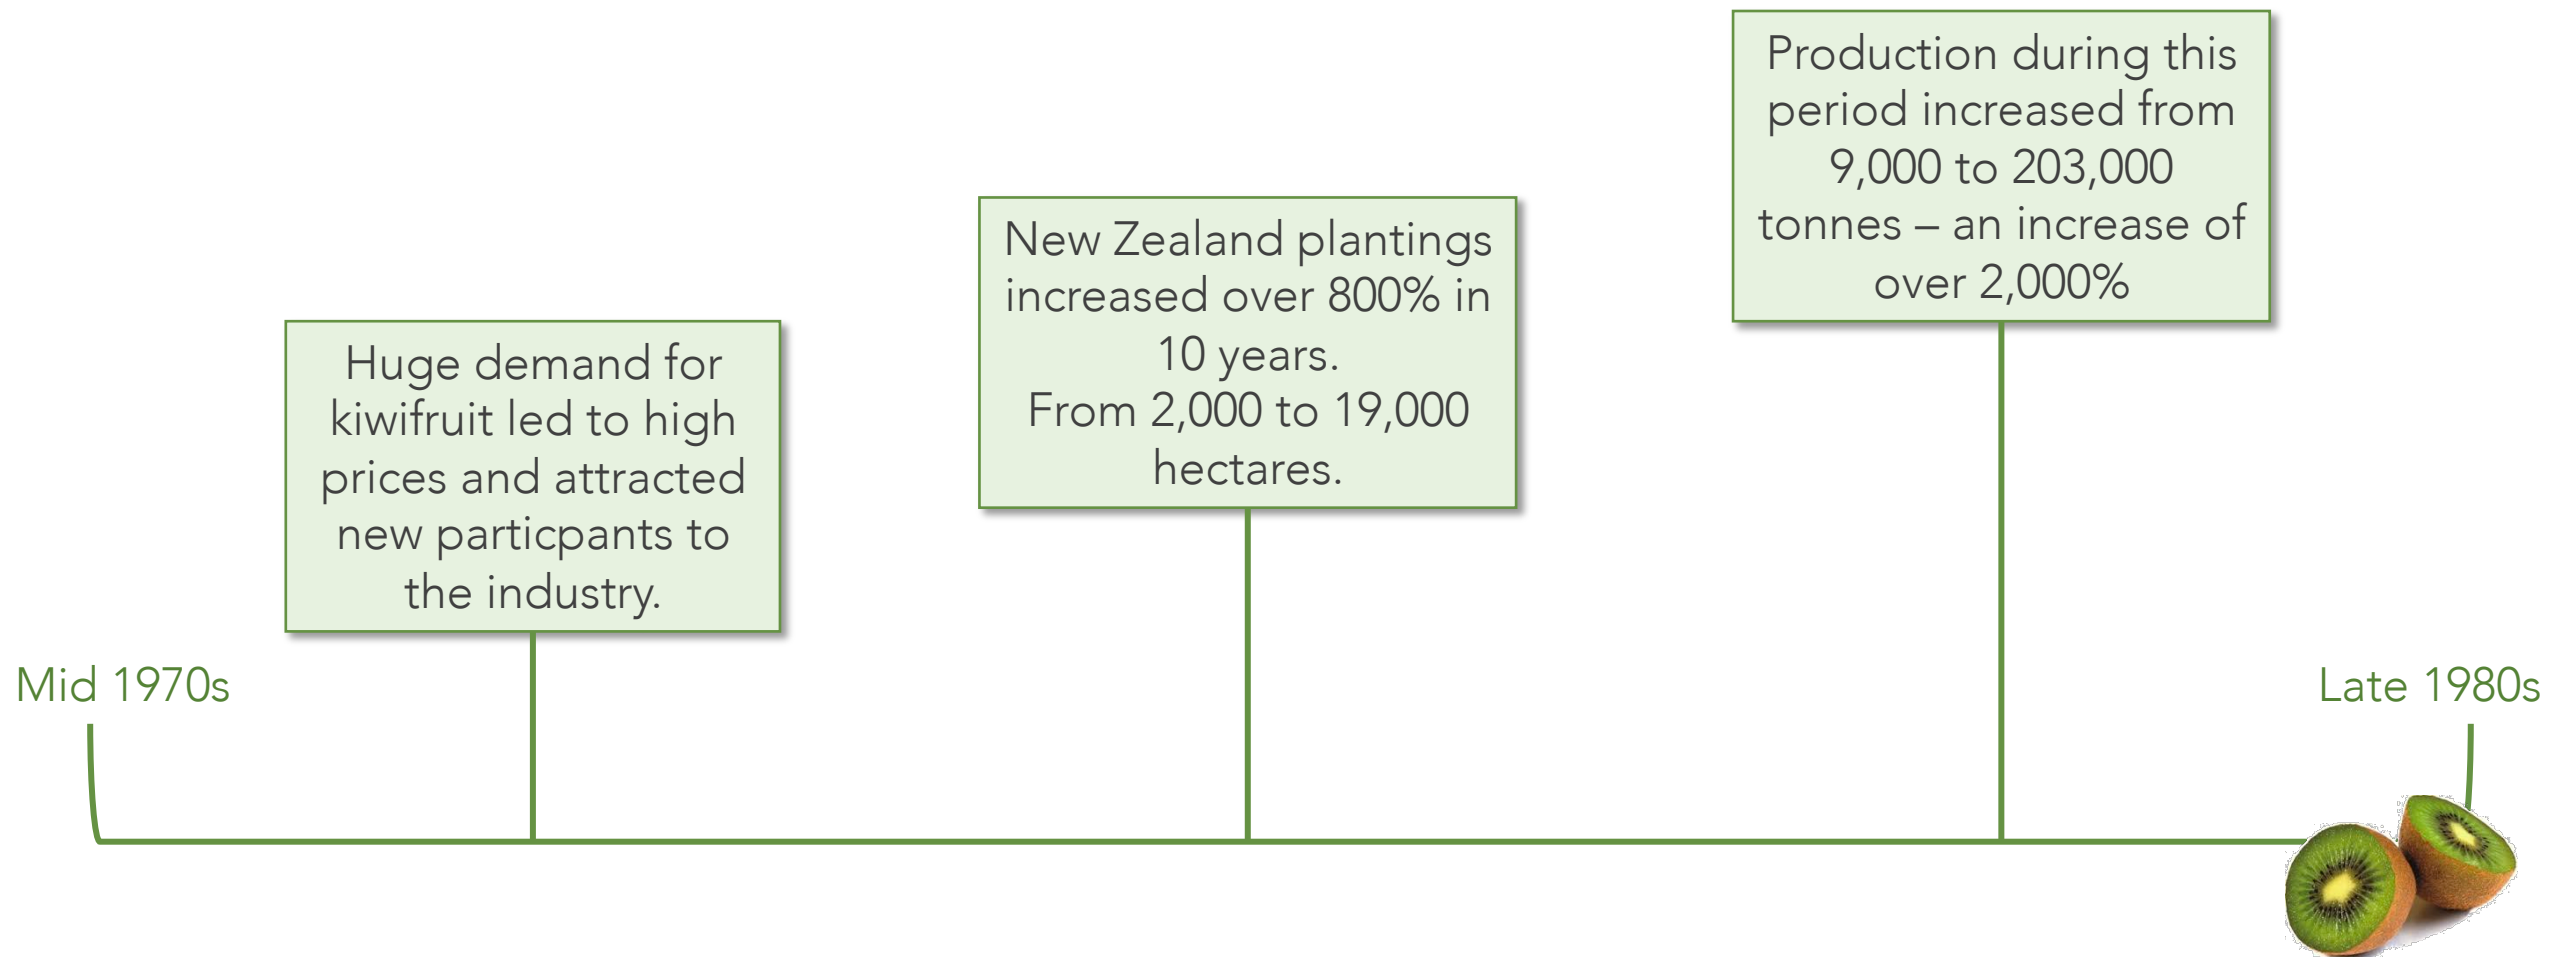 Mid 1970s
Huge demand for
kiwifruit led to high
prices and attracted
new particpants to
the industry.
New Zealand plantings
increased over 800% in
10 years.
From 2,000 to 19,000
hectares.
Production during this
period increased from
9,000 to 203,000
tonnes – an increase of
over 2,000%
Late 1980s